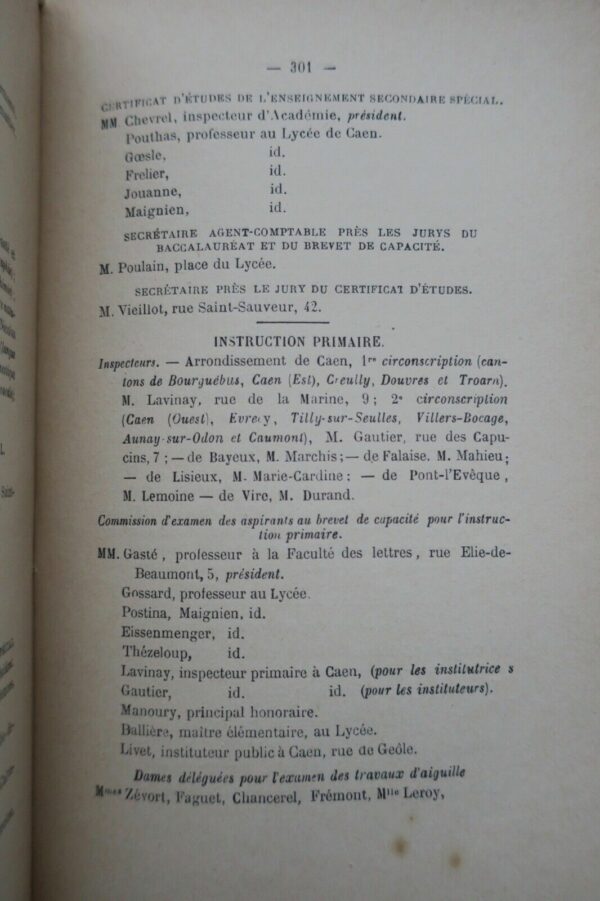 — 301 —
CERTIFICAT D'ÉTUDES DE L'ENSEIGNEMENT SECONDAIRE SPÉCIAL.
MM Chevrel, inspecteur d'Académie, président.
Pouthas, professeur au Lycée de Caen.
Gœsle, id.
Frelier, id.
Jouanne, id.
Maignien, id.
SECRÉTAIRE AGENT-COMPTABLE PRÈS LES JURYS DU
BACCALAURÉAT ET DU BREVET DE CAPACITÉ.
M. Poulain, place du Lycée.
SECRÉTAIRE PRÈS LE JURY DU CERTIFICAT D'ÉTUDES.
M. Vieillot, rue Saint-Sauveur, 42.
INSTRUCTION PRIMAIRE.
Inspecteurs. — Arrondissement de Caen, 1re circonscription (can-
tons de Bourguébus, Caen (Est), Creully, Douvres et Troarn).
M. Lavinay, rue de la Marine, 9 ; 2e circonscription
(Caen (Ouest), Evrecy, Tilly-sur-Seulles, Villers-Bocage,
Aunay-sur-Odon et Caumont), M. Gautier, rue des Capu-
cins, 7 ; — de Bayeux, M. Marchis ; — de Falaise. M. Mahieu ;
— de Lisieux, M. Marie-Cardine ; — de Pont-l'Evêque,
M. Lemoine — de Vire, M. Durand.
Commission d'examen des aspirants au brevet de capacité pour l'instruc-
tion primaire.
MM. Gasté, professeur à la Faculté des lettres, rue Elie-de-
Beaumont, 5, président.
Gossard, professeur au Lycée.
Postina, Maignien, id.
Eissenmenger, id.
Thézeloup, id.
Lavinay, inspecteur primaire à Caen, (pour les institutrice s
Gautier, id. id. (pour les instituteurs).
Manoury, principal honoraire.
Ballière, maître élémentaire, au Lycée.
Livet, instituteur public à Caen, rue de Geôle.
Dames déléguées pour l'examen des travaux d'aiguille
Mmes Zévort, Faguet, Chancerel, Frémont, Mlle Leroy,